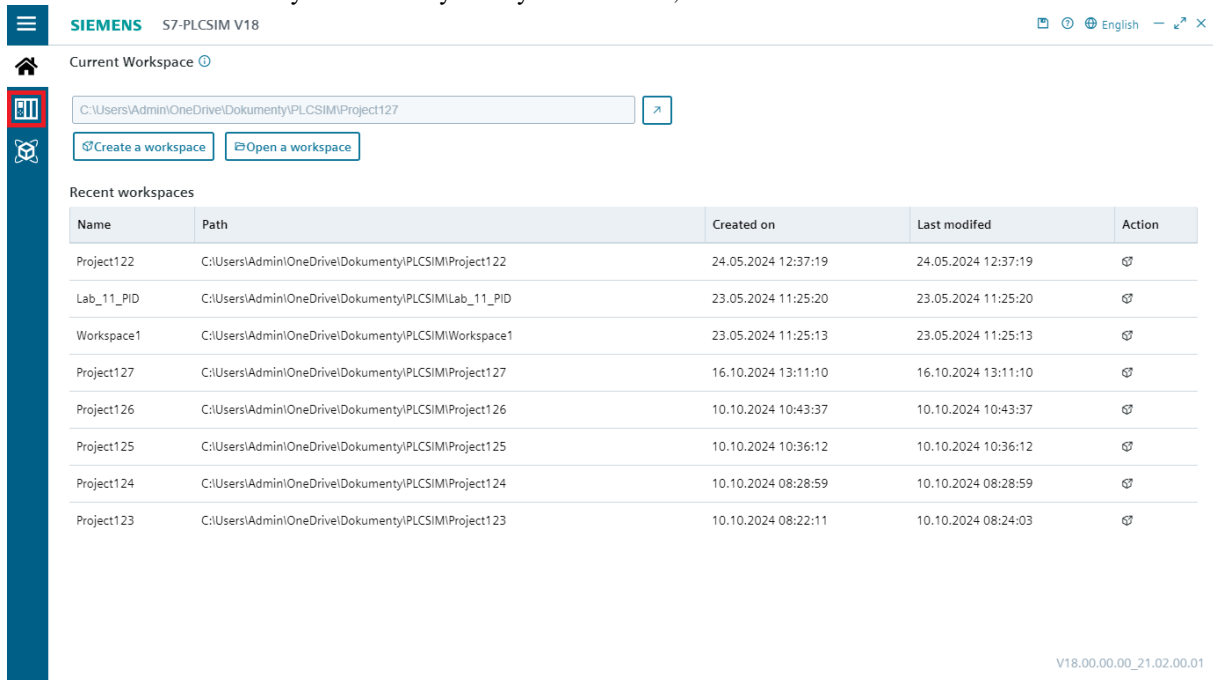 SIEMENS S7-PLCSIM V18 English
Current Workspace
C:\Users\Admin\OneDrive\Dokumenty\PLCSIM\Project127
Create a workspace Open a workspace
Recent workspaces
Name Path Created on Last modifed Action
Project122 C:\Users\Admin\OneDrive\Dokumenty\PLCSIM\Project122 24.05.2024 12:37:19 24.05.2024 12:37:19
Lab_11_PID C:\Users\Admin\OneDrive\Dokumenty\PLCSIM\Lab_11_PID 23.05.2024 11:25:20 23.05.2024 11:25:20
Workspace1 C:\Users\Admin\OneDrive\Dokumenty\PLCSIM\Workspace1 23.05.2024 11:25:13 23.05.2024 11:25:13
Project127 C:\Users\Admin\OneDrive\Dokumenty\PLCSIM\Project127 16.10.2024 13:11:10 16.10.2024 13:11:10
Project126 C:\Users\Admin\OneDrive\Dokumenty\PLCSIM\Project126 10.10.2024 10:43:37 10.10.2024 10:43:37
Project125 C:\Users\Admin\OneDrive\Dokumenty\PLCSIM\Project125 10.10.2024 10:36:12 10.10.2024 10:36:12
Project124 C:\Users\Admin\OneDrive\Dokumenty\PLCSIM\Project124 10.10.2024 08:28:59 10.10.2024 08:28:59
Project123 C:\Users\Admin\OneDrive\Dokumenty\PLCSIM\Project123 10.10.2024 08:22:11 10.10.2024 08:24:03
V18.00.00.00_21.02.00.01